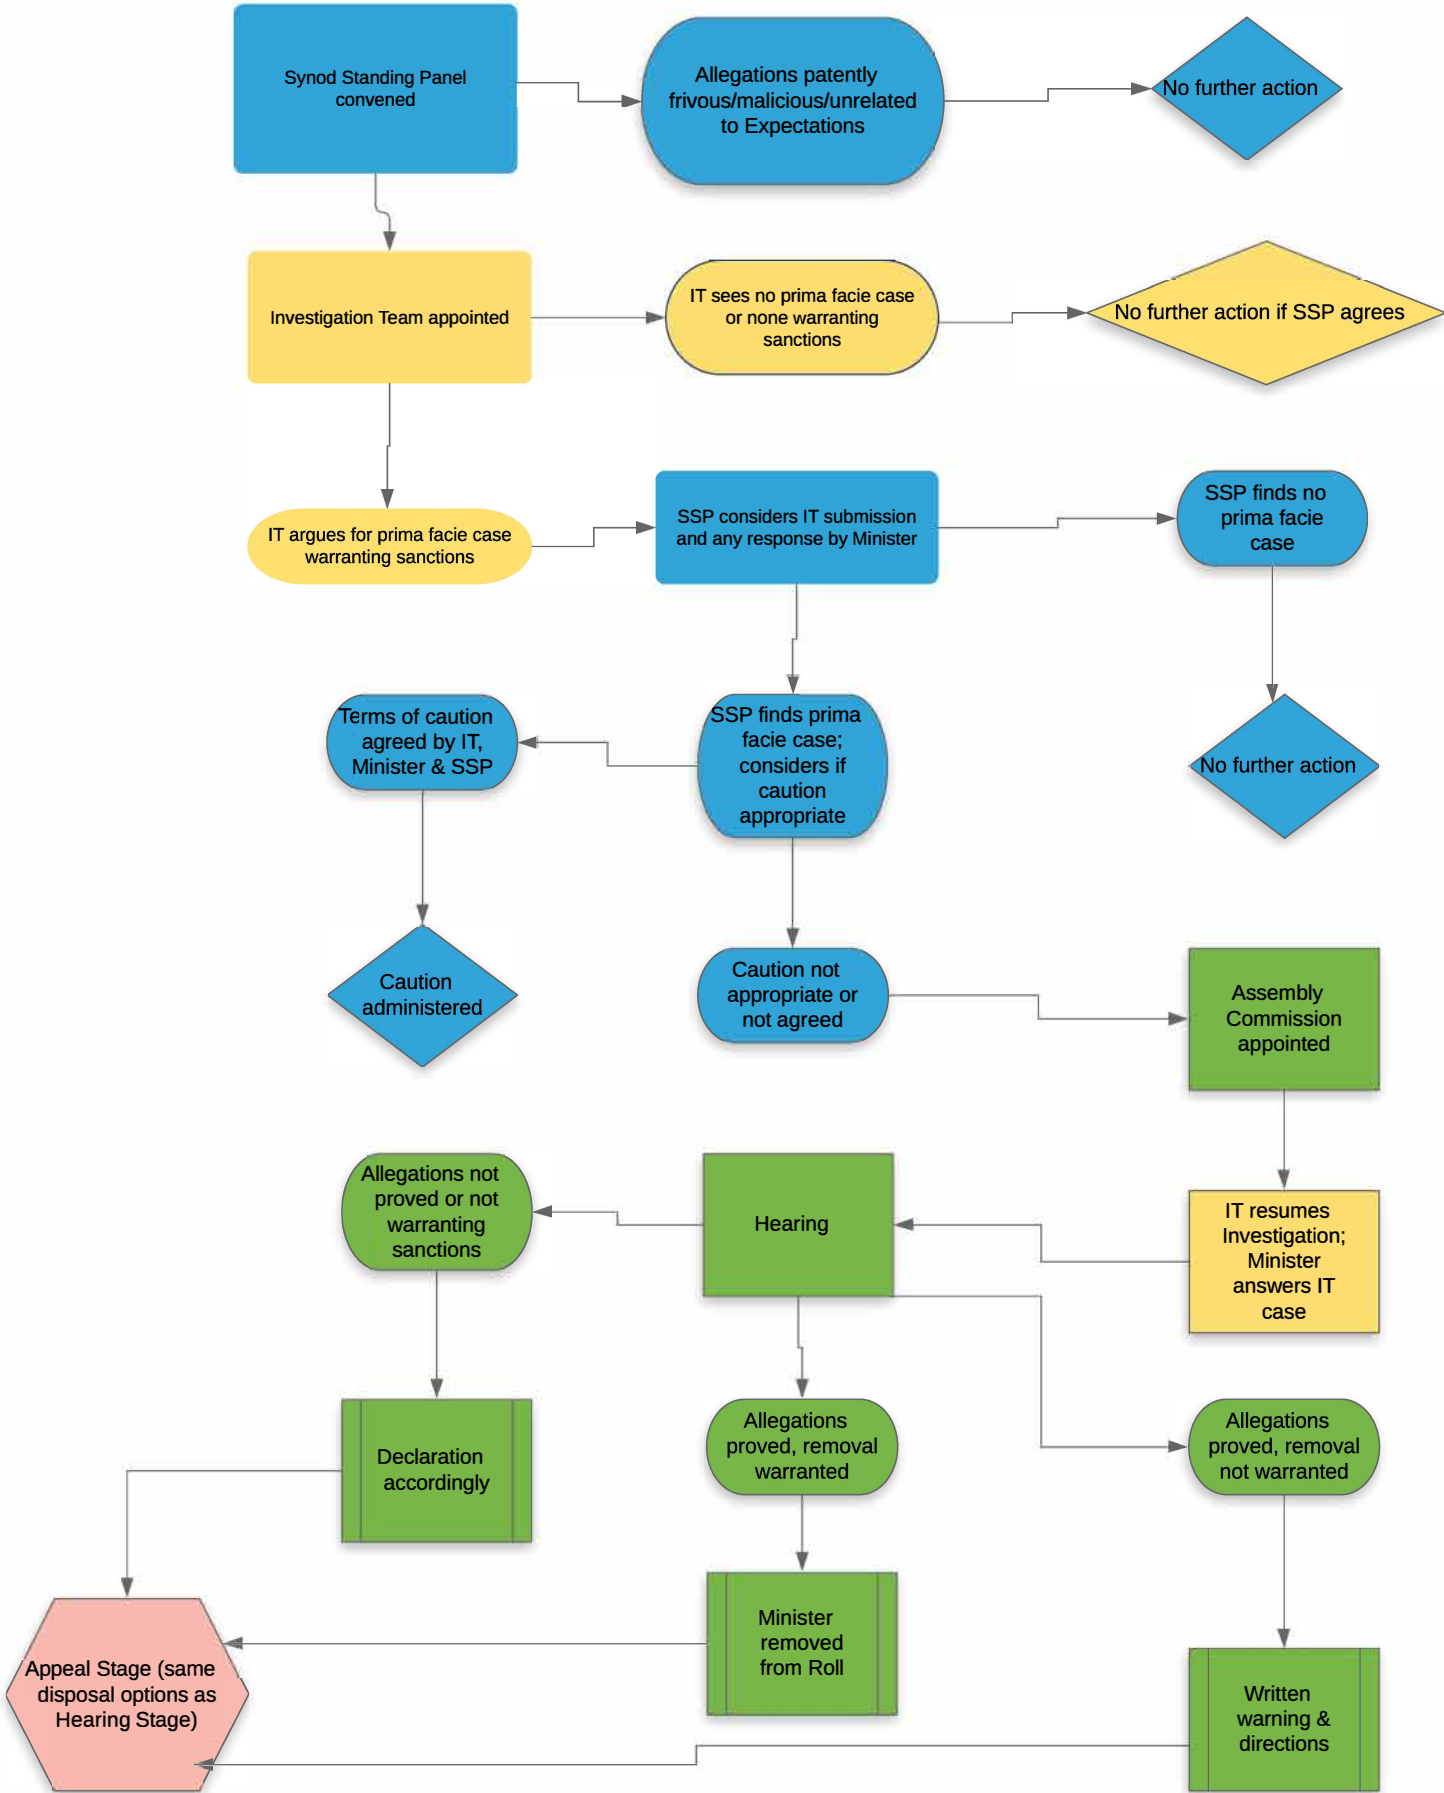 Synod Standing Panel
convened
Allegations patently
frivous/malicious/unrelated
to Expectations
No further action
Investigation Team appointed
IT sees no prima facie case
or none warranting
sanctions
No further action if SSP agrees
IT argues for prima facie case
warranting sanctions
SSP considers IT submission
and any response by Minister
SSP finds no
prima facie
case
Terms of caution
agreed by IT,
Minister & SSP
SSP finds prima
facie case;
considers if
caution
appropriate
No further action
Caution
administered
Caution not
appropriate or
not agreed
Assembly
Commission
appointed
Allegations not
proved or not
warranting
sanctions
Hearing
IT resumes
Investigation;
Minister
answers IT
case
Declaration
accordingly
Allegations
proved, removal
warranted
Allegations
proved, removal
not warranted
Appeal Stage (same
disposal options as
Hearing Stage)
Minister
removed
from Roll
Written
warning &
directions